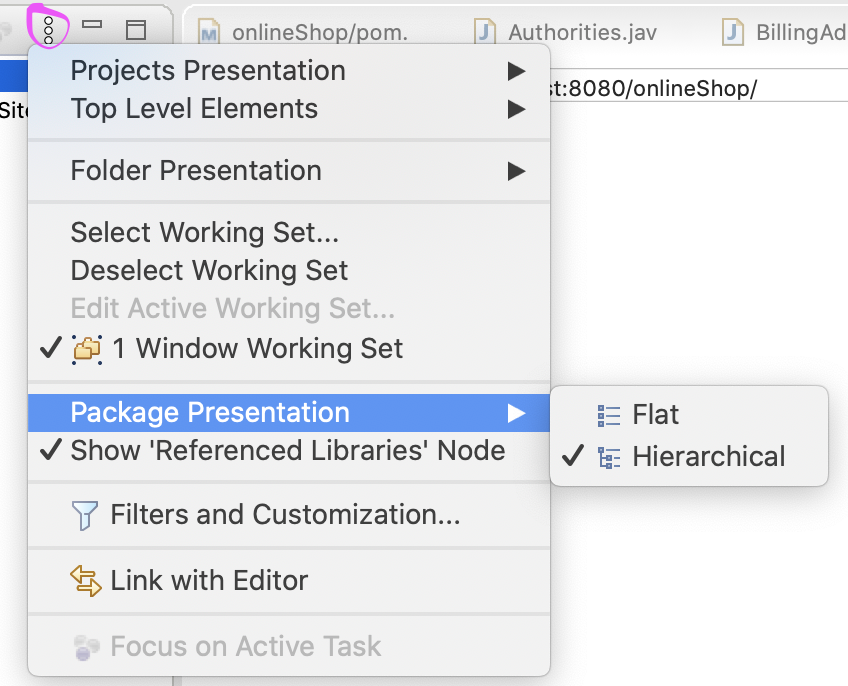 onlineShop/pom.
Authorities.jav
BillingAd
Projects Presentation
st:8080/onlineShop/
Top Level Elements
Site
Folder Presentation
Select Working Set...
Deselect Working Set
Edit Active Working Set...
1 Window Working Set
Package Presentation
Flat
Show 'Referenced Libraries' Node
Hierarchical
Filters and Customization...
Link with Editor
Focus on Active Task